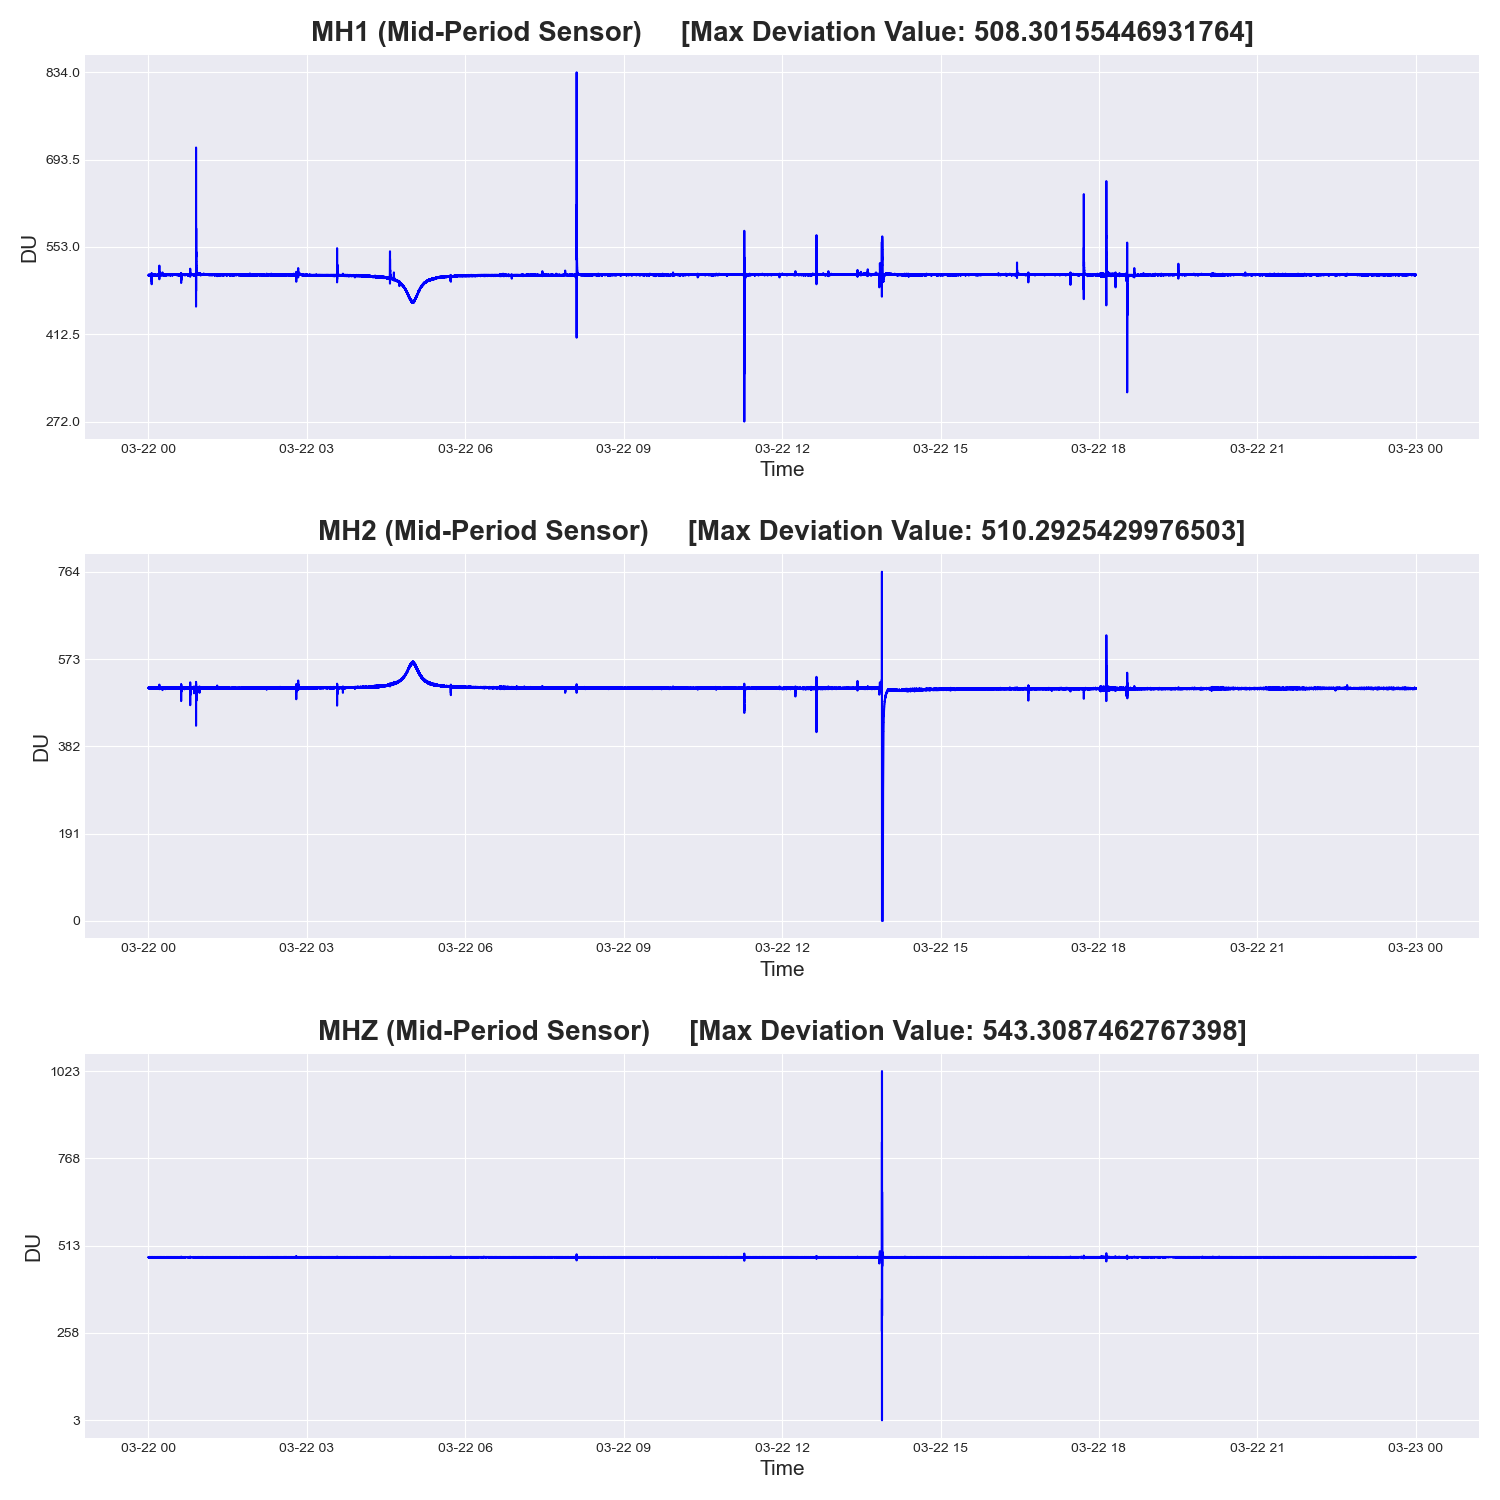 MH1 (Mid-Period Sensor) [Max Deviation Value: 508.30155446931764]
834.0
693.5
553.0
412.5
272.0
DU
03-22 00 03-22 03 03-22 06 03-22 09 03-22 12 03-22 15 03-22 18 03-22 21 03-23 00
Time
MH2 (Mid-Period Sensor) [Max Deviation Value: 510.2925429976503]
764
573
382
191
0
DU
03-22 00 03-22 03 03-22 06 03-22 09 03-22 12 03-22 15 03-22 18 03-22 21 03-23 00
Time
MHZ (Mid-Period Sensor) [Max Deviation Value: 543.3087462767398]
1023
768
513
258
3
DU
03-22 00 03-22 03 03-22 06 03-22 09 03-22 12 03-22 15 03-22 18 03-22 21 03-23 00
Time